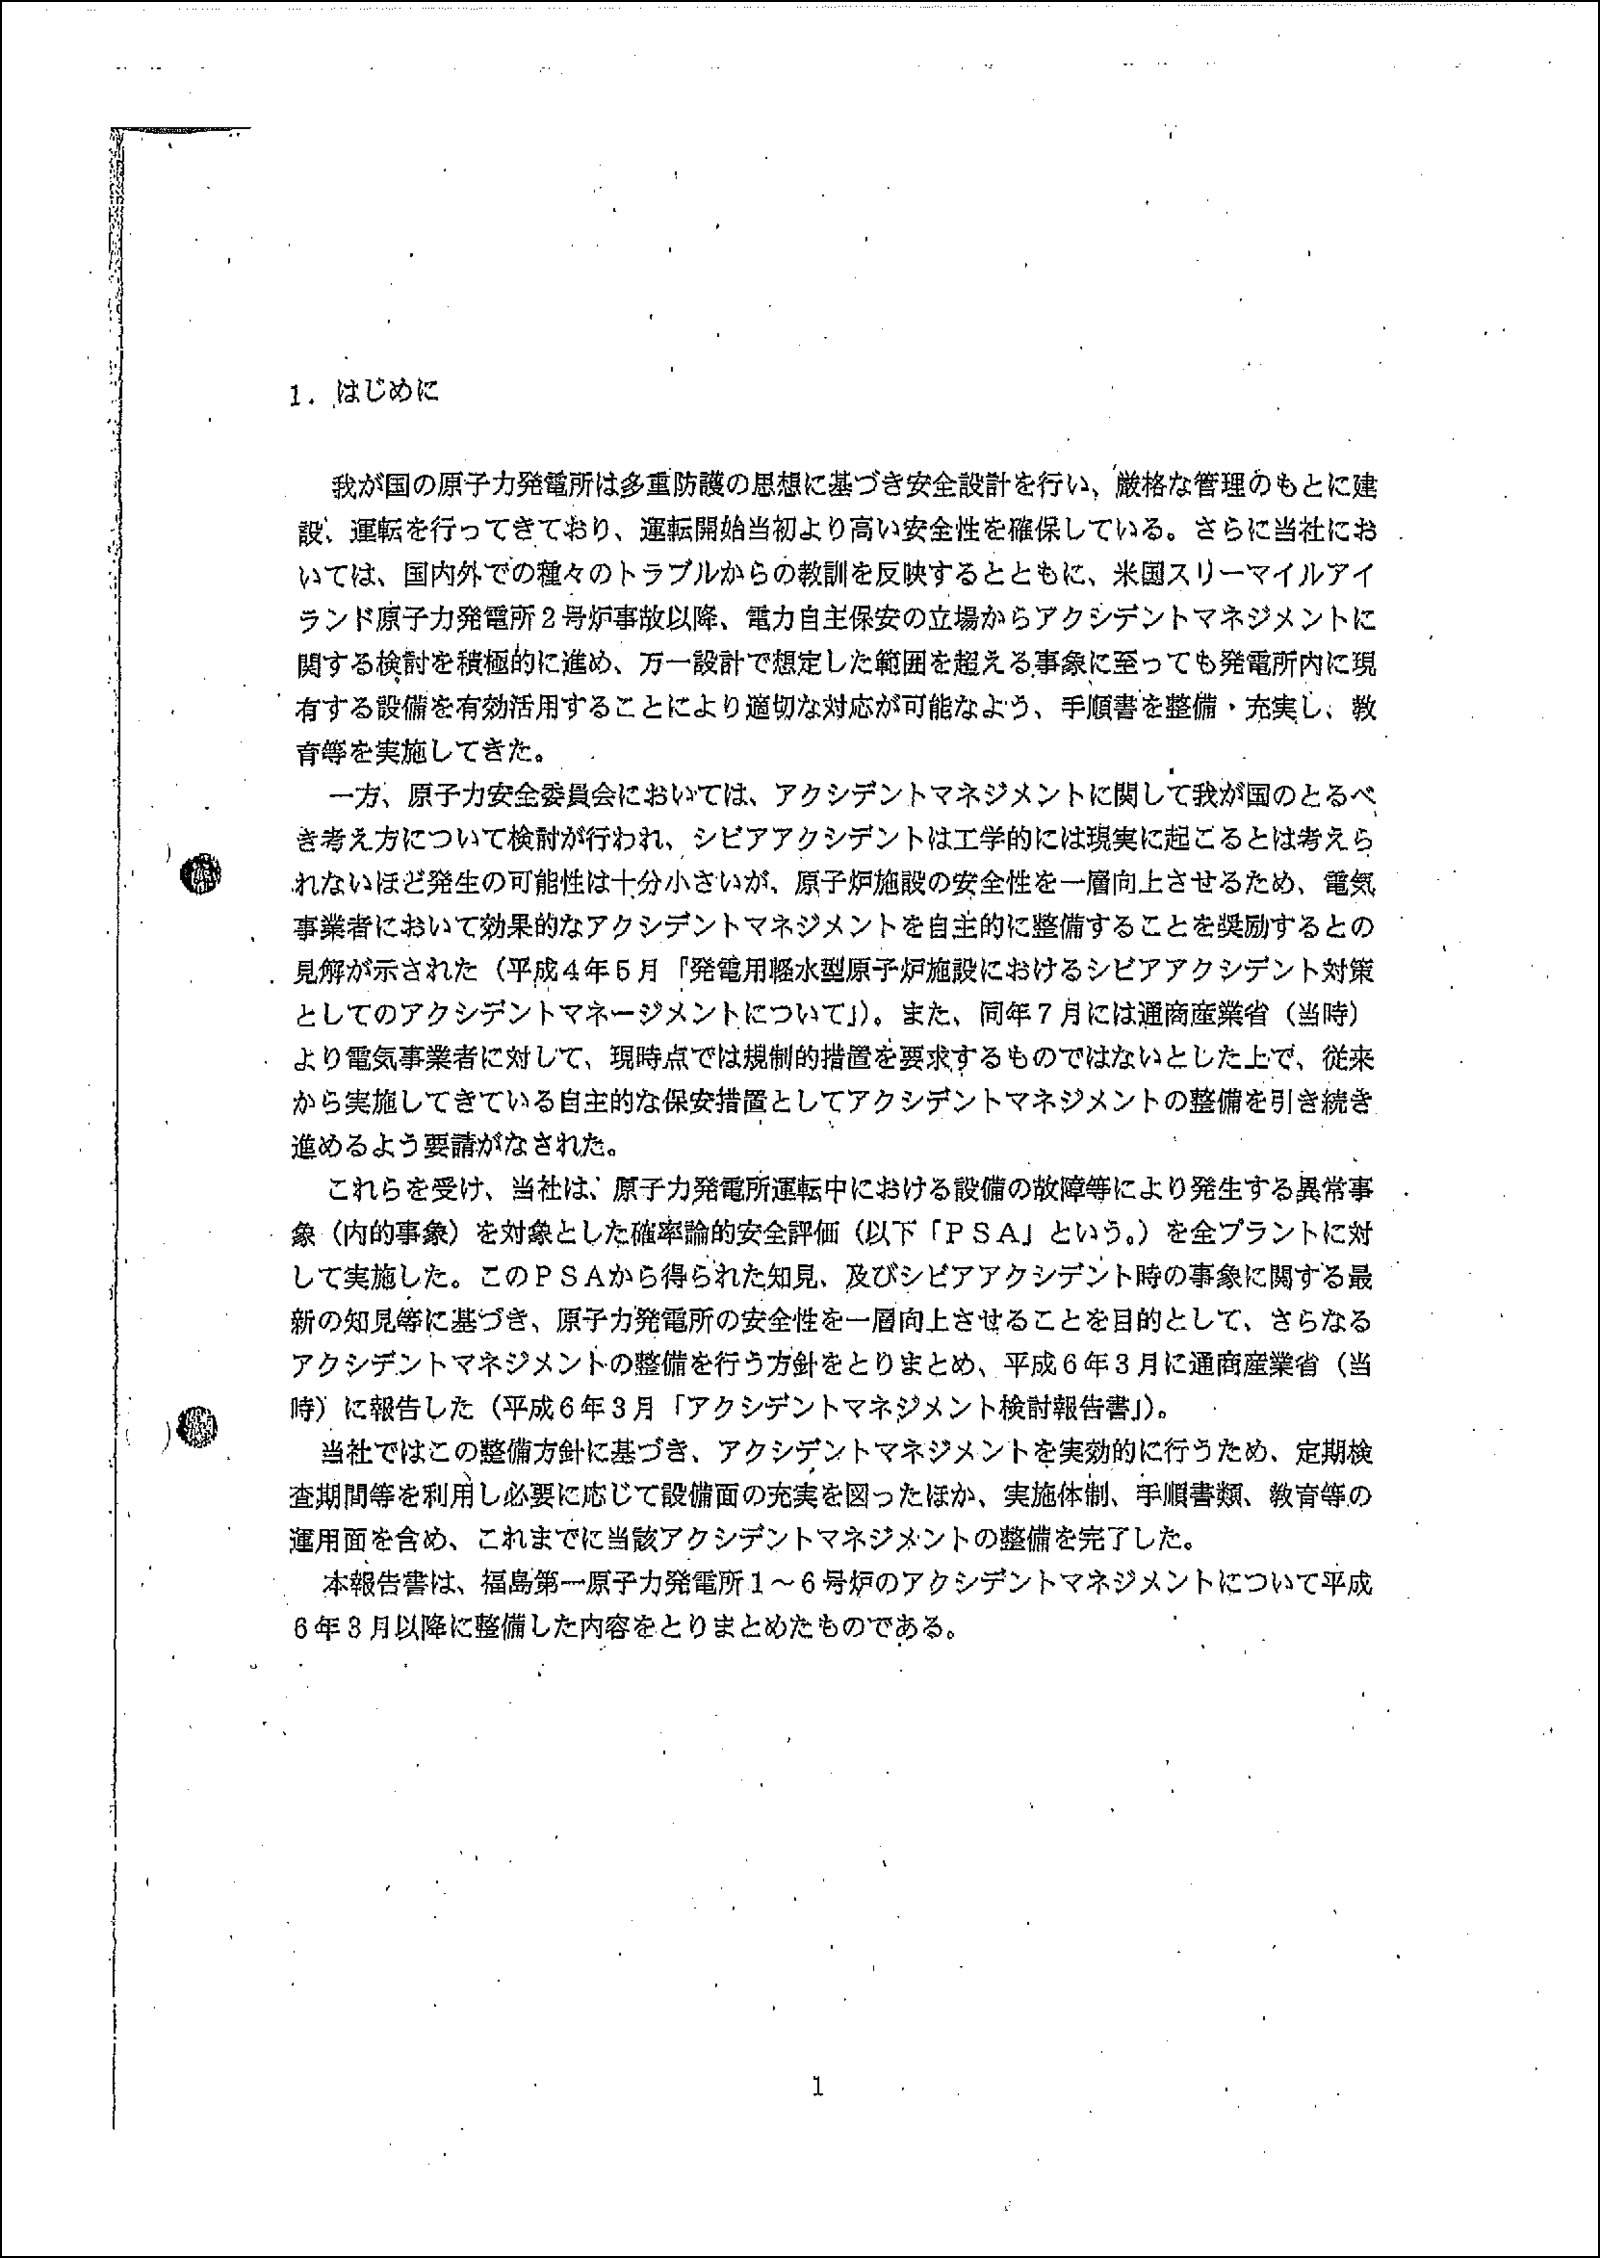 1．はじめに
我が国の原子力発電所は多重防護の思想に基づき安全設計を行い、厳格な管理のもとに建
設、運転を行ってきており、運転開始当初より高い安全性を確保している。さらに当社にお
いては、国内外での種々のトラブルからの教訓を反映するとともに、米国スリーマイルアイ
ランド原子力発電所２号炉事故以降、電力自主保安の立場からアクシデントマネジメントに
関する検討を積極的に進め、万一設計で想定した範囲を超える事象に至っても発電所内に現
有する設備を有効活用することにより適切な対応が可能なよう、手順書を整備・充実し、教
育等を実施してきた。
一方、原子力安全委員会においては、アクシデントマネジメントに関して我が国のとるべ
き考え方について検討が行われ、シビアアクシデントは工学的には現実に起こるとは考えら
れないほど発生の可能性は十分小さいが、原子炉施設の安全性を一層向上させるため、電気
事業者において効果的なアクシデントマネジメントを自主的に整備することを奨励するとの
見解が示された（平成４年５月「発電用軽水型原子炉施設におけるシビアアクシデント対策
としてのアクシデントマネージメントについて」）。また、同年７月には通商産業省（当時）
より電気事業者に対して、現時点では規制的措置を要求するものではないとした上で、従来
から実施してきている自主的な保安措置としてアクシデントマネジメントの整備を引き続き
進めるよう要請がなされた。
これらを受け、当社は、原子力発電所運転中における設備の故障等により発生する異常事
象（内的事象）を対象とした確率論的安全評価（以下「ＰＳＡ」という。）を全プラントに対
して実施した。このＰＳＡから得られた知見、及びシビアアクシデント時の事象に関する最
新の知見等に基づき、原子力発電所の安全性を一層向上させることを目的として、さらなる
アクシデントマネジメントの整備を行う方針をとりまとめ、平成６年３月に通商産業省（当
時）に報告した（平成６年３月「アクシデントマネジメント検討報告書」）。
当社ではこの整備方針に基づき、アクシデントマネジメントを実効的に行うため、定期検
査期間等を利用し必要に応じて設備面の充実を図ったほか、実施体制、手順書類、教育等の
運用面を含め、これまでに当該アクシデントマネジメントの整備を完了した。
本報告書は、福島第一原子力発電所１～６号炉のアクシデントマネジメントについて平成
６年３月以降に整備した内容をとりまとめたものである。
1